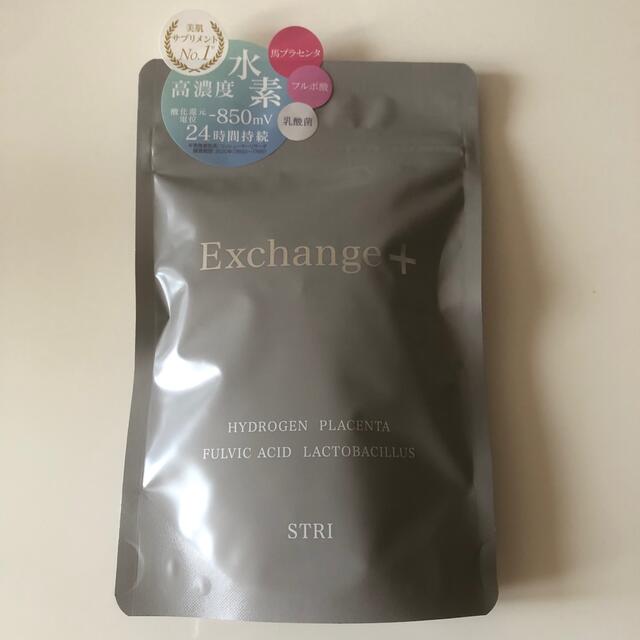 美肌
サプリメント
No.1
馬プラセンタ
水素
高濃度
フルボ酸
酸化還元
電位
-850mV
乳酸菌
24時間持続
Exchange+
HYDROGEN PLACENTA
FULVIC ACID LACTOBACILLUS
STRI